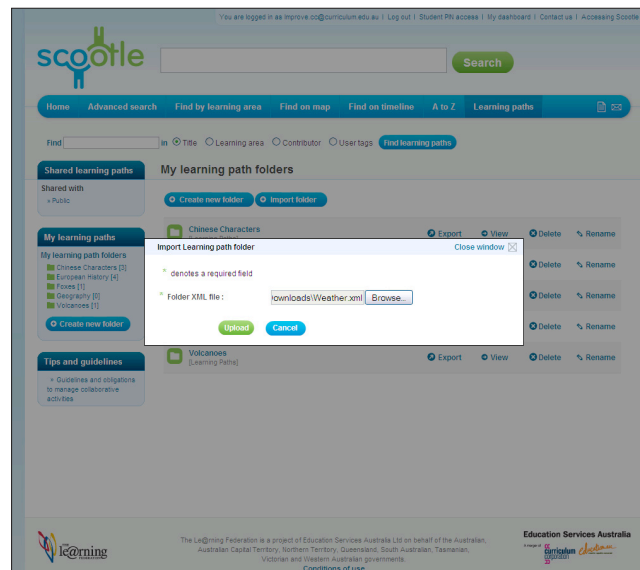 You are logged in as improve.cc@curriculum.edu.au | Log out | Student PIN access | My dashboard | Contact us | Accessing Scootle
scootle
Search
Home Advanced search Find by learning area Find on map Find on timeline A to Z Learning paths
Find in Title Learning area Contributor User tags Find learning paths
Shared learning paths
Shared with
» Public
My learning path folders
Create new folder Import folder
My learning paths
My learning path folders
Chinese Characters [3]
European History [4]
Foxes [1]
Geography [6]
Volcanoes [1]
Create new folder
Tips and guidelines
Guidelines and obligations
to manage collaborative
activities
Chinese Characters
Export View Delete Rename
Import Learning path folder Close window
* denotes a required field
* Folder XML file : ownloads\Weather.xml Browse...
Upload Cancel
Delete Rename
Delete Rename
Delete Rename
Volcanoes
[Learning Paths]
Export View Delete Rename
THE
le@rning
FEDERATION
The Le@rning Federation is a project of Education Services Australia Ltd on behalf of the Australian,
Australian Capital Territory, Northern Territory, Queensland, South Australian, Tasmanian,
Victorian and Western Australian governments.
Conditions of use
Education Services Australia
curriculum
corporation